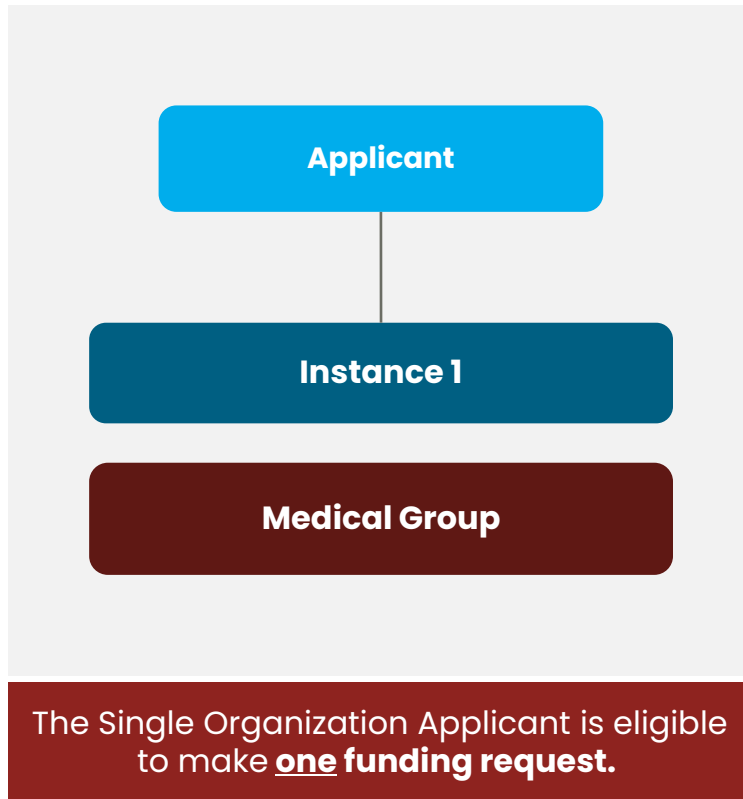 Applicant
Instance 1
Medical Group
The Single Organization Applicant is eligible
to make one funding request.